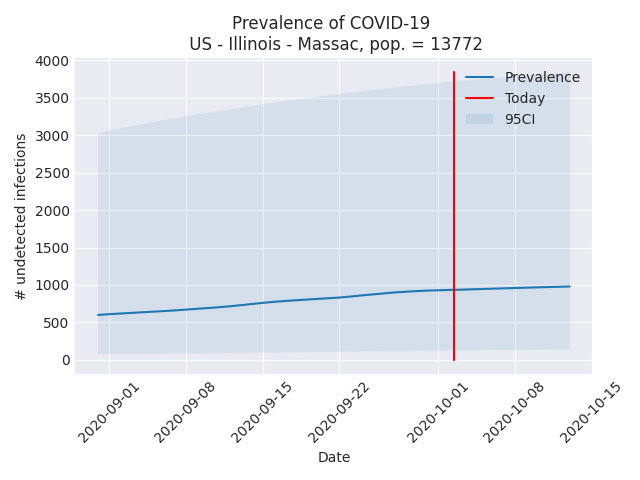 Prevalence of COVID-19
US - Illinois - Massac, pop. = 13772
4000
3500
3000
2500
2000
1500
1000
500
0
# undetected infections
Prevalence
Today
95CI
2020-09-01
2020-09-08
2020-09-15
2020-09-22
2020-10-01
2020-10-08
2020-10-15
Date